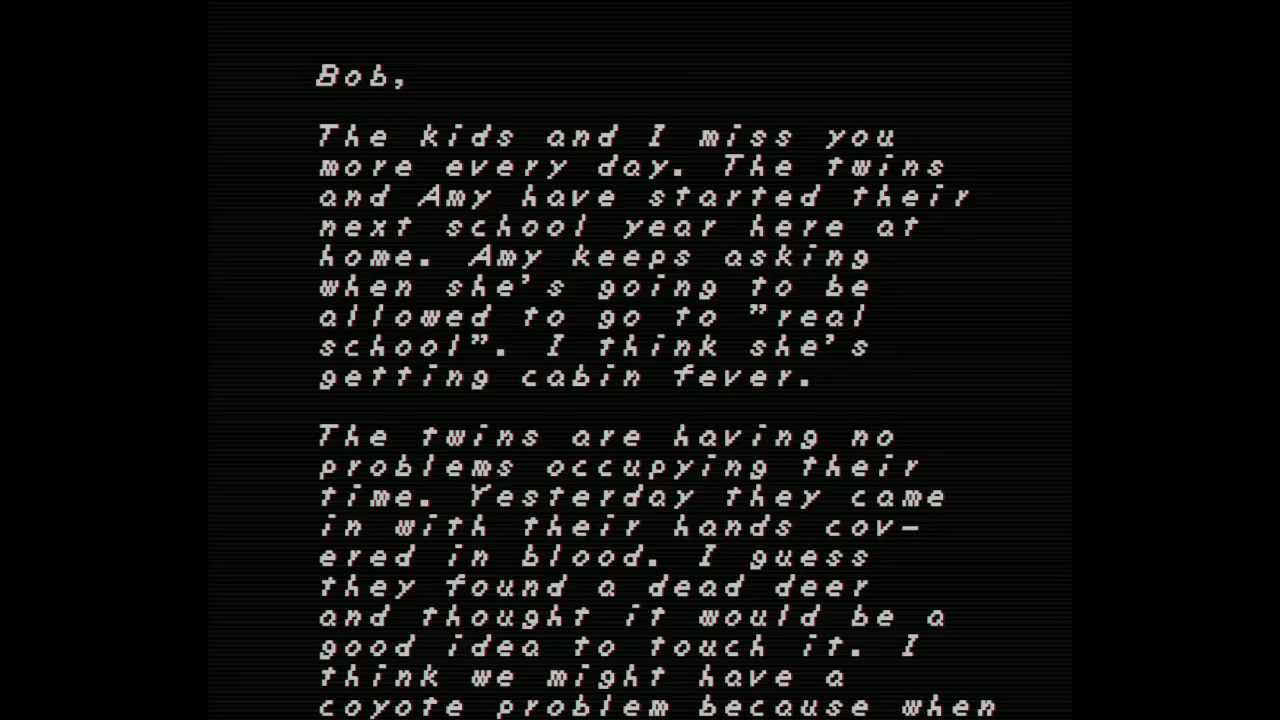 Bob,
The kids and I miss you
more every day. The twins
and Amy have started their
next school year here at
home. Amy keeps asking
when she's going to be
allowed to go to "real
school". I think she's
getting cabin fever.
The twins are having no
problems occupying their
time. Yesterday they came
in with their hands cov-
ered in blood. I guess
they found a dead deer
and thought it would be a
good idea to touch it. I
think we might have a
coyote problem because when